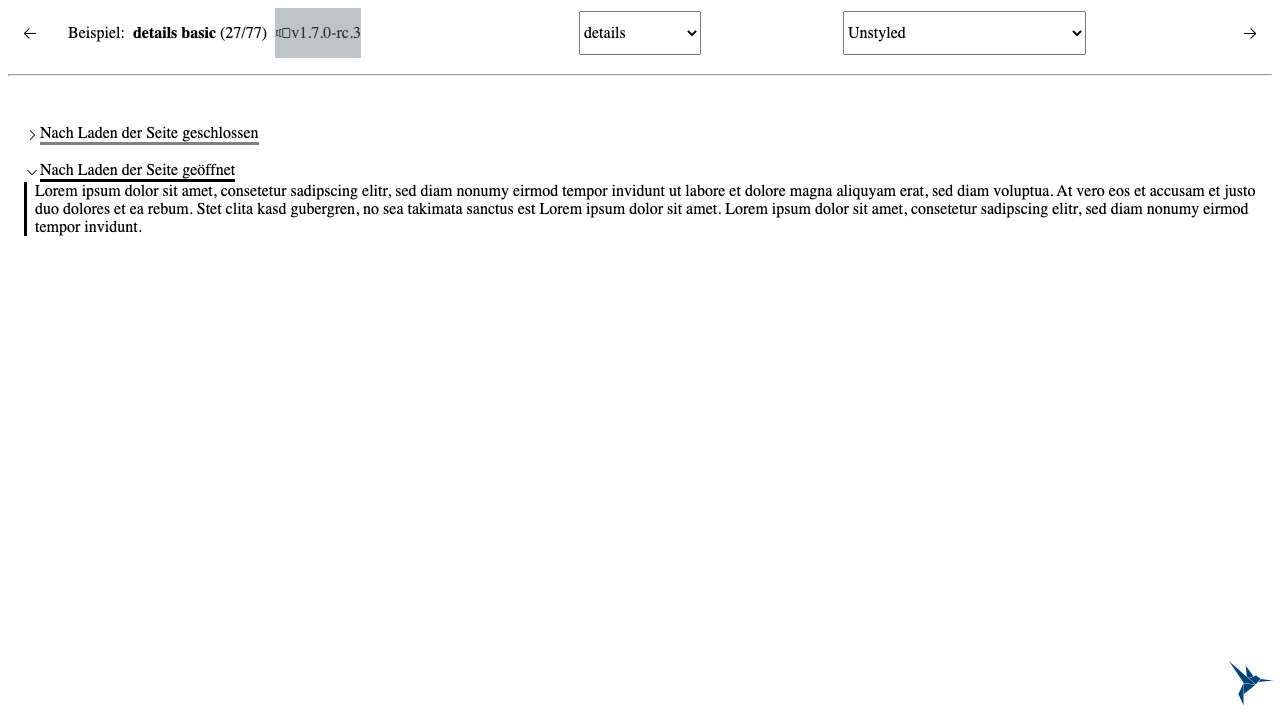 Beispiel: details basic (27/77) v1.7.0-rc.3 details Unstyled
Nach Laden der Seite geschlossen
Nach Laden der Seite geöffnet
Lorem ipsum dolor sit amet, consetetur sadipscing elitr, sed diam nonumy eirmod tempor invidunt ut labore et dolore magna aliquyam erat, sed diam voluptua. At vero eos et accusam et justo
duo dolores et ea rebum. Stet clita kasd gubergren, no sea takimata sanctus est Lorem ipsum dolor sit amet. Lorem ipsum dolor sit amet, consetetur sadipscing elitr, sed diam nonumy eirmod
tempor invidunt.